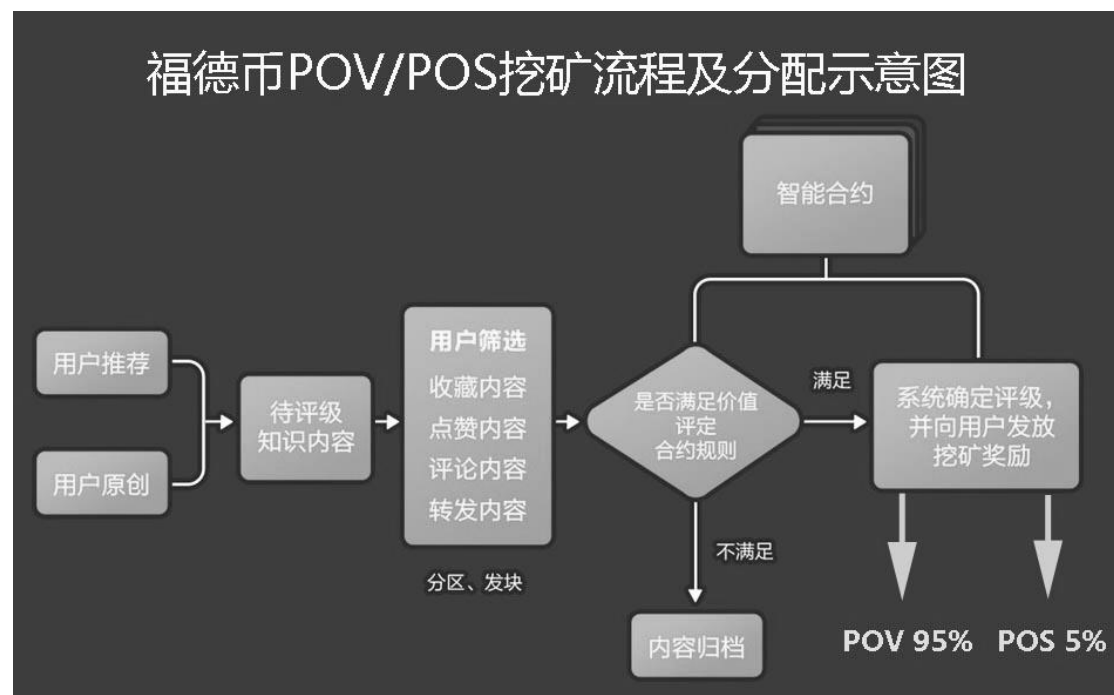 福德币POV/POS挖矿流程及分配示意图
智能合约
用户推荐
用户原创
待评级
知识内容
用户筛选
收藏内容
点赞内容
评论内容
转发内容
分区、发块
是否满足价值
评定
合约规则
满足
不满足
内容归档
系统确定评级，
并向用户发放
挖矿奖励
POV 95%
POS 5%